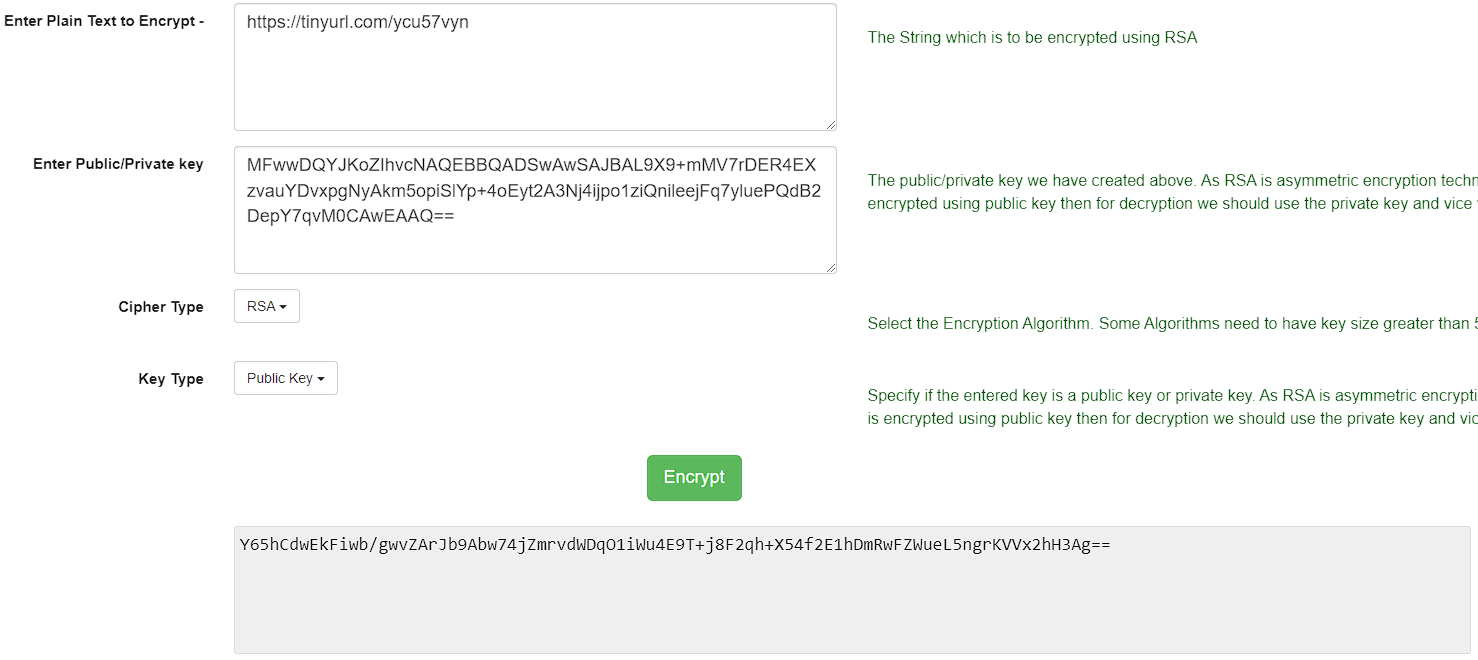 Enter Plain Text to Encrypt -
https://tinyurl.com/ycu57vyn
The String which is to be encrypted using RSA
Enter Public/Private key
MFwwDQYJKoZIhvcNAQEBBQADSwAwSAJBAL9X9+mMV7rDER4EX
zvauYDvxpgNyAkm5opiSlYp+4oEyt2A3Nj4ijpo1ziQnileejFq7yluePQdB2
DepY7qvM0CAwEAAQ==
The public/private key we have created above. As RSA is asymmetric encryption techn
encrypted using public key then for decryption we should use the private key and vice
Cipher Type
RSA
Select the Encryption Algorithm. Some Algorithms need to have key size greater than 5
Key Type
Public Key
Specify if the entered key is a public key or private key. As RSA is asymmetric encrypti
is encrypted using public key then for decryption we should use the private key and vic
Encrypt
Y65hCdwEkFiwb/gwvZArJb9Abw74jZmrvdWDqO1iWu4E9T+j8F2qh+X54f2E1hDmRwFZWueL5ngrKVVx2hH3Ag==